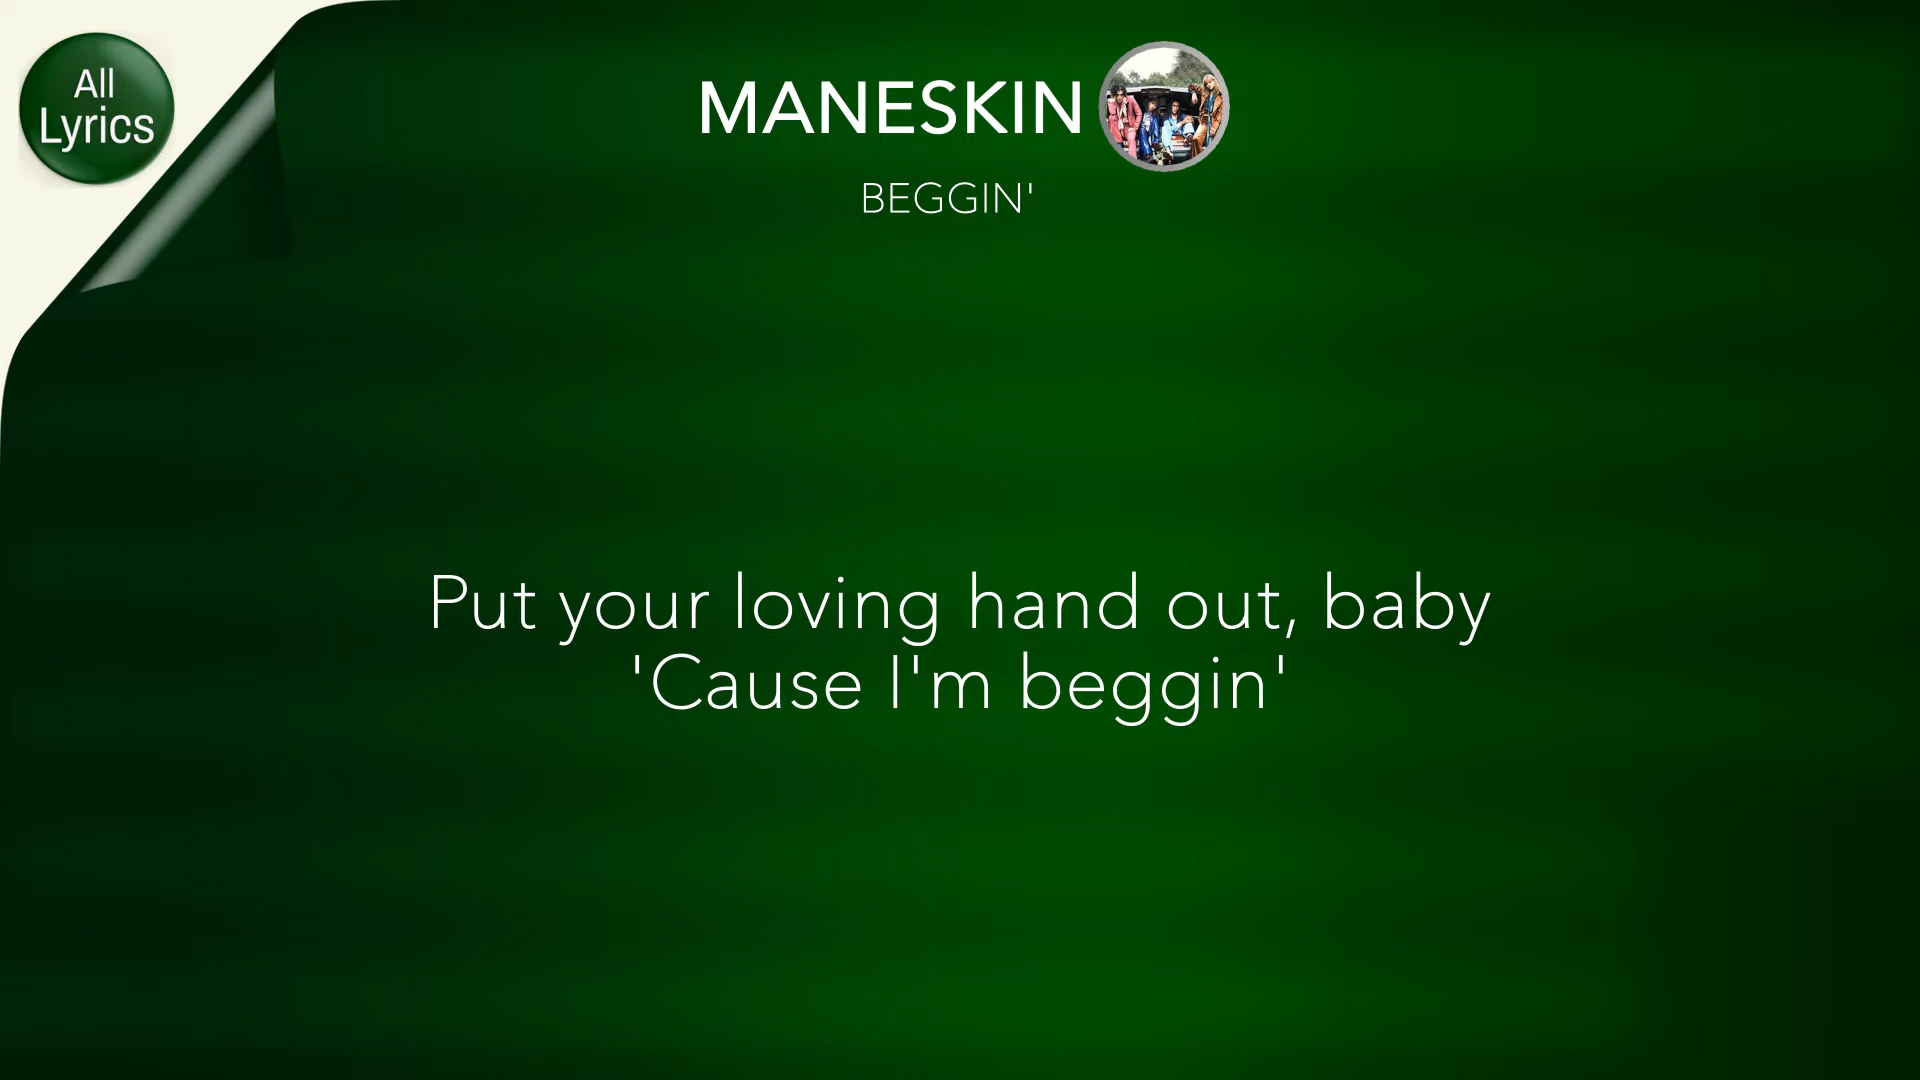 All
Lyrics
MANESKIN
BEGGIN'
Put your loving hand out, baby
'Cause I'm beggin'